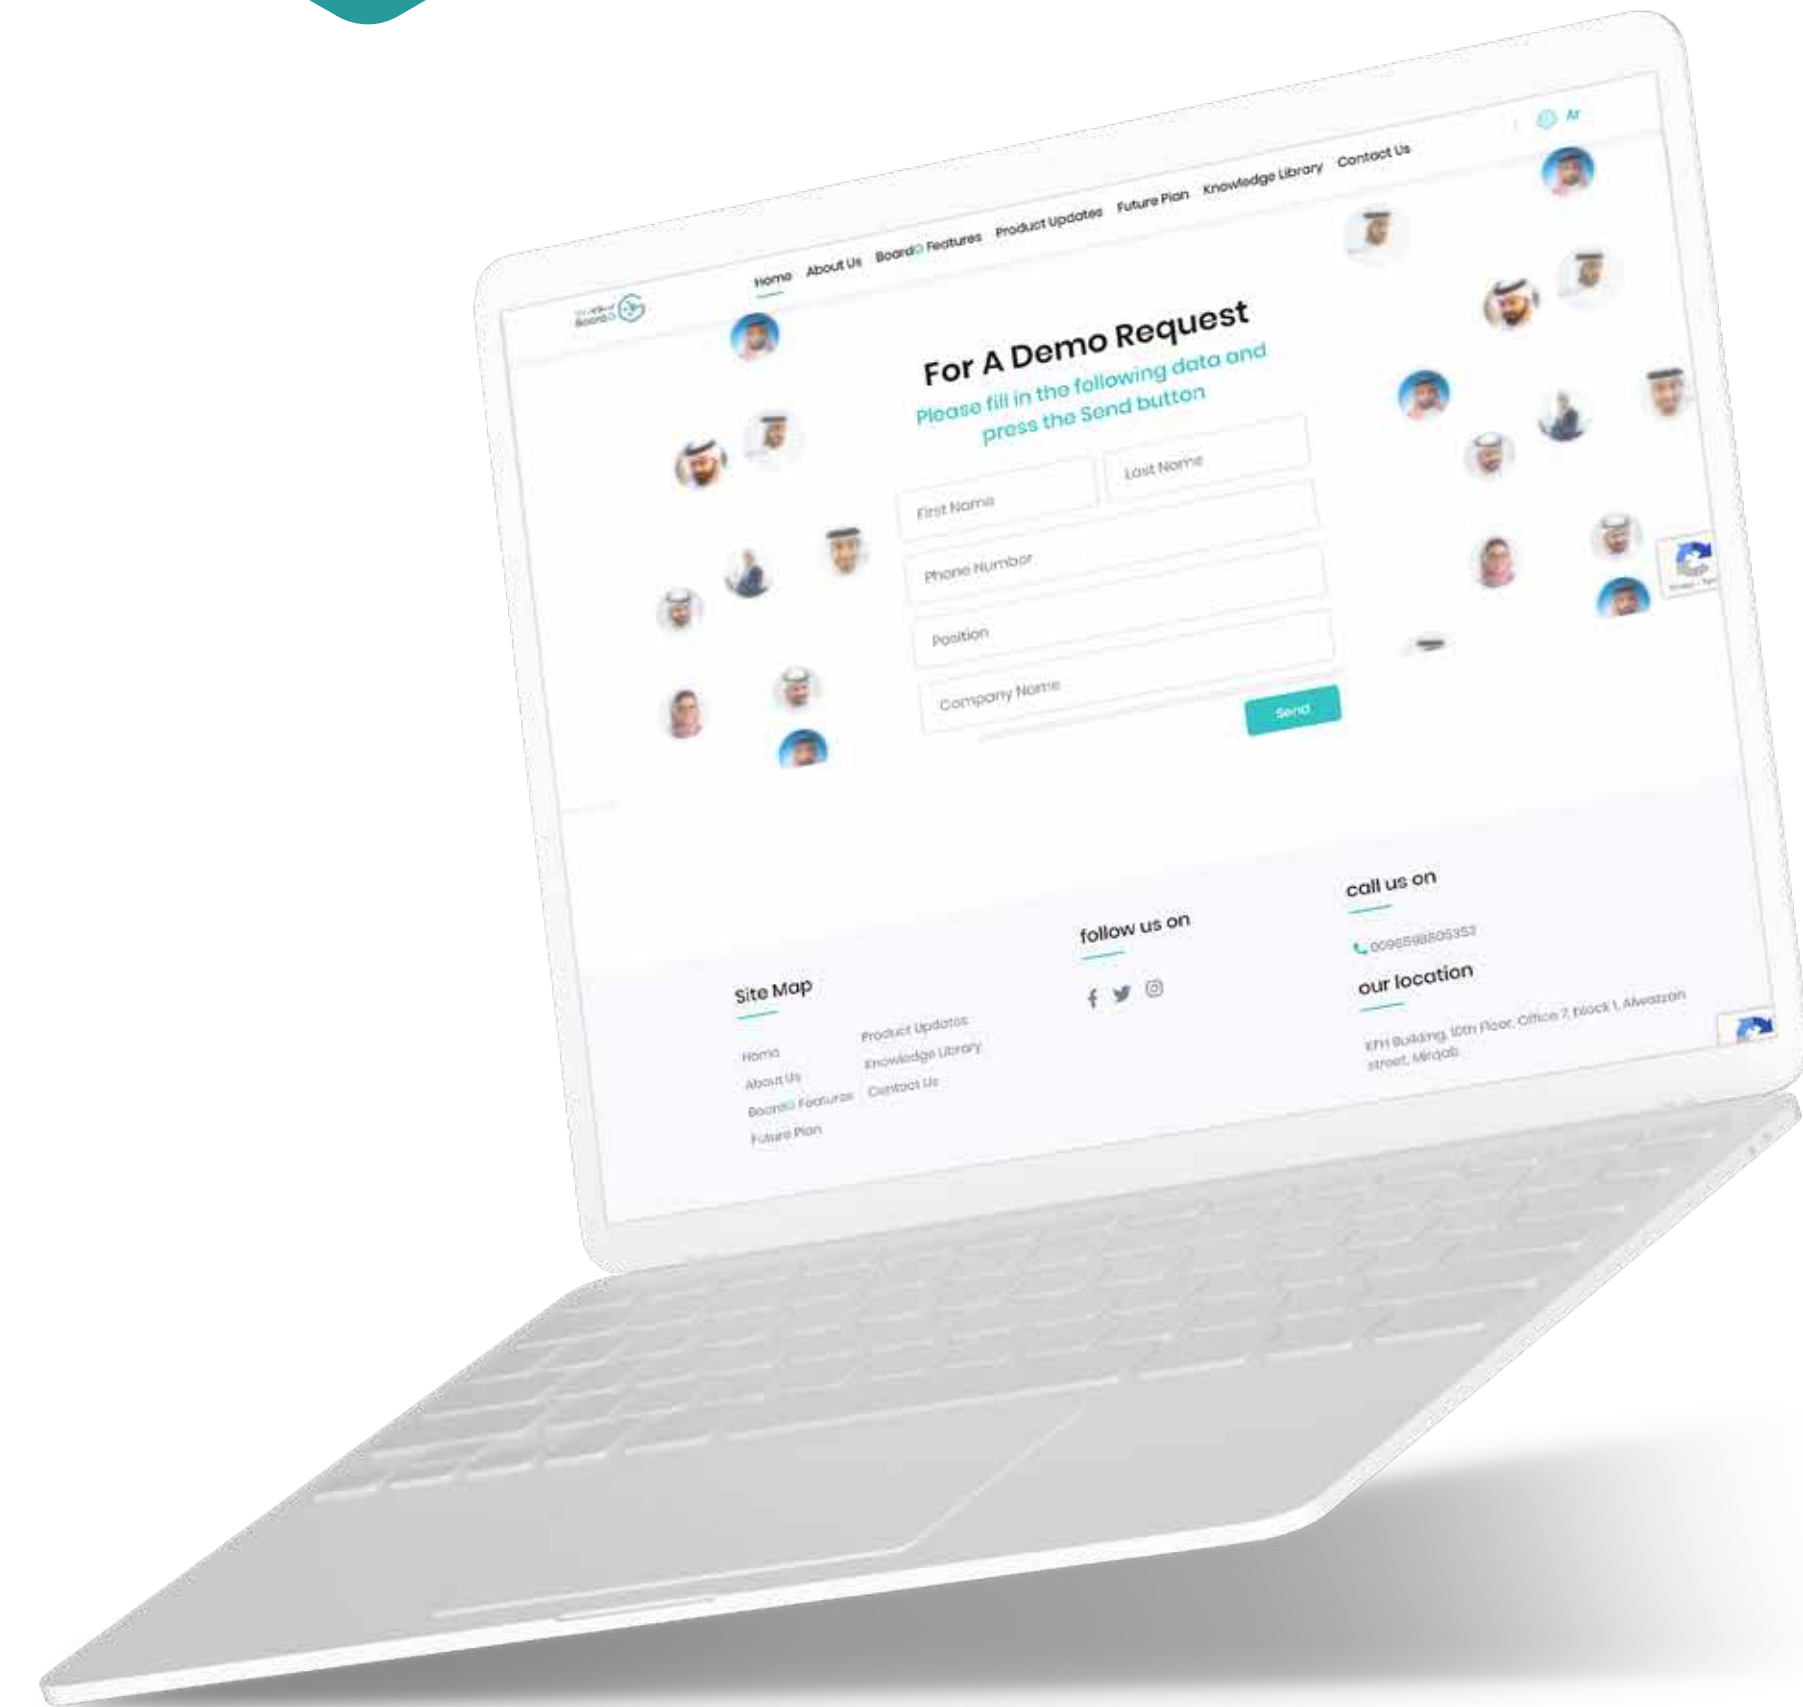 Home About Us BoardG Features Product Updates Future Plan Knowledge Library Contact Us
Ar
For A Demo Request
Please fill in the following data and
press the Send button
First Name
Last Name
Phone Number
Position
Company Name
Send
Site Map
Home
About Us
BoardG Features
Future Plan
Product Updates
Knowledge Library
Contact Us
follow us on
call us on
our location
KFH Building, 10th Floor, Office 7, block 1, Alwazzan
street, Mirqab